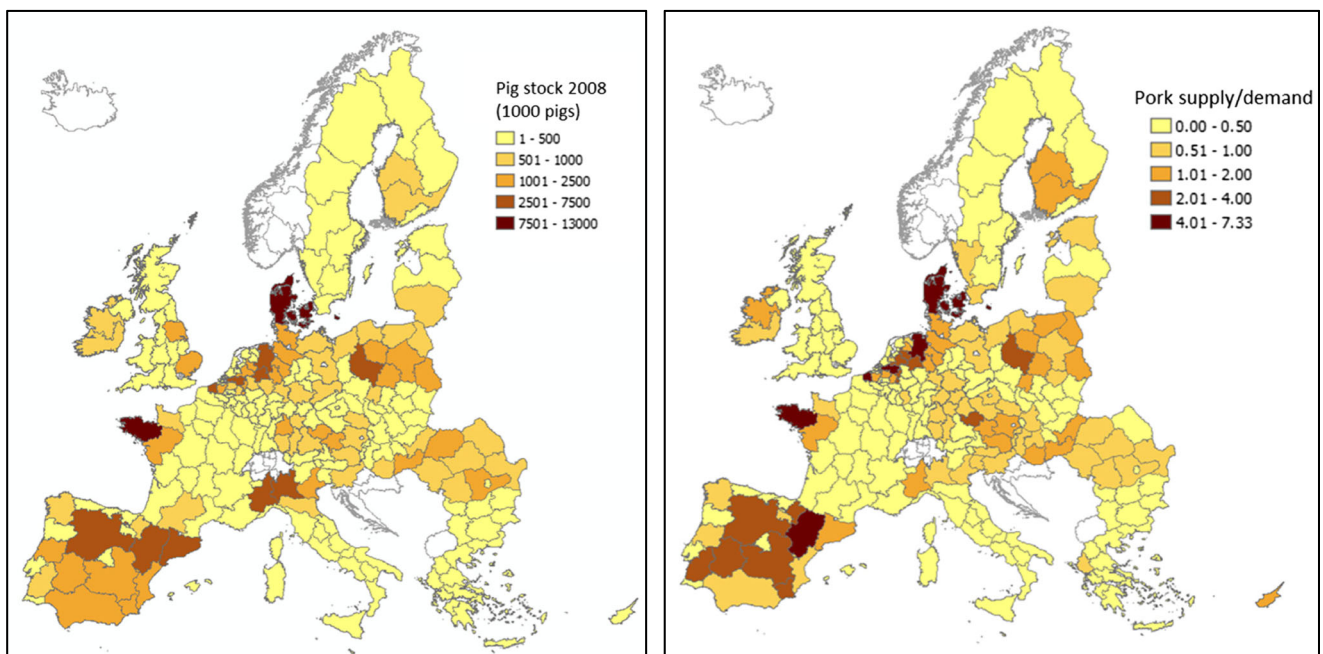 Pig stock 2008
(1000 pigs)
1 - 500
501 - 1000
1001 - 2500
2501 - 7500
7501 - 13000
Pork supply/demand
0.00 - 0.50
0.51 - 1.00
1.01 - 2.00
2.01 - 4.00
4.01 - 7.33